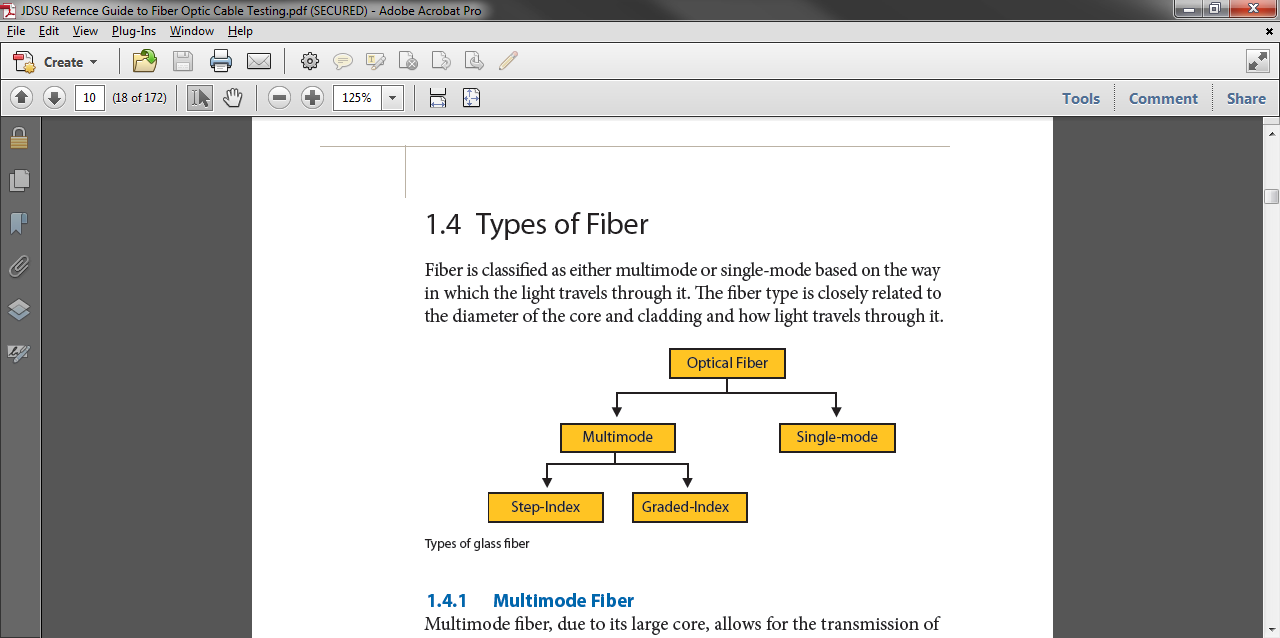 JDSU Refernce Guide to Fiber Optic Cable Testing.pdf (SECURED) - Adobe Acrobat Pro
File Edit View Plug-Ins Window Help
Create
10 (18 of 172) 125% Tools Comment Share
1.4 Types of Fiber
Fiber is classified as either multimode or single-mode based on the way
in which the light travels through it. The fiber type is closely related to
the diameter of the core and cladding and how light travels through it.
Optical Fiber
Multimode Single-mode
Step-Index Graded-Index
Types of glass fiber
1.4.1 Multimode Fiber
Multimode fiber, due to its large core, allows for the transmission of